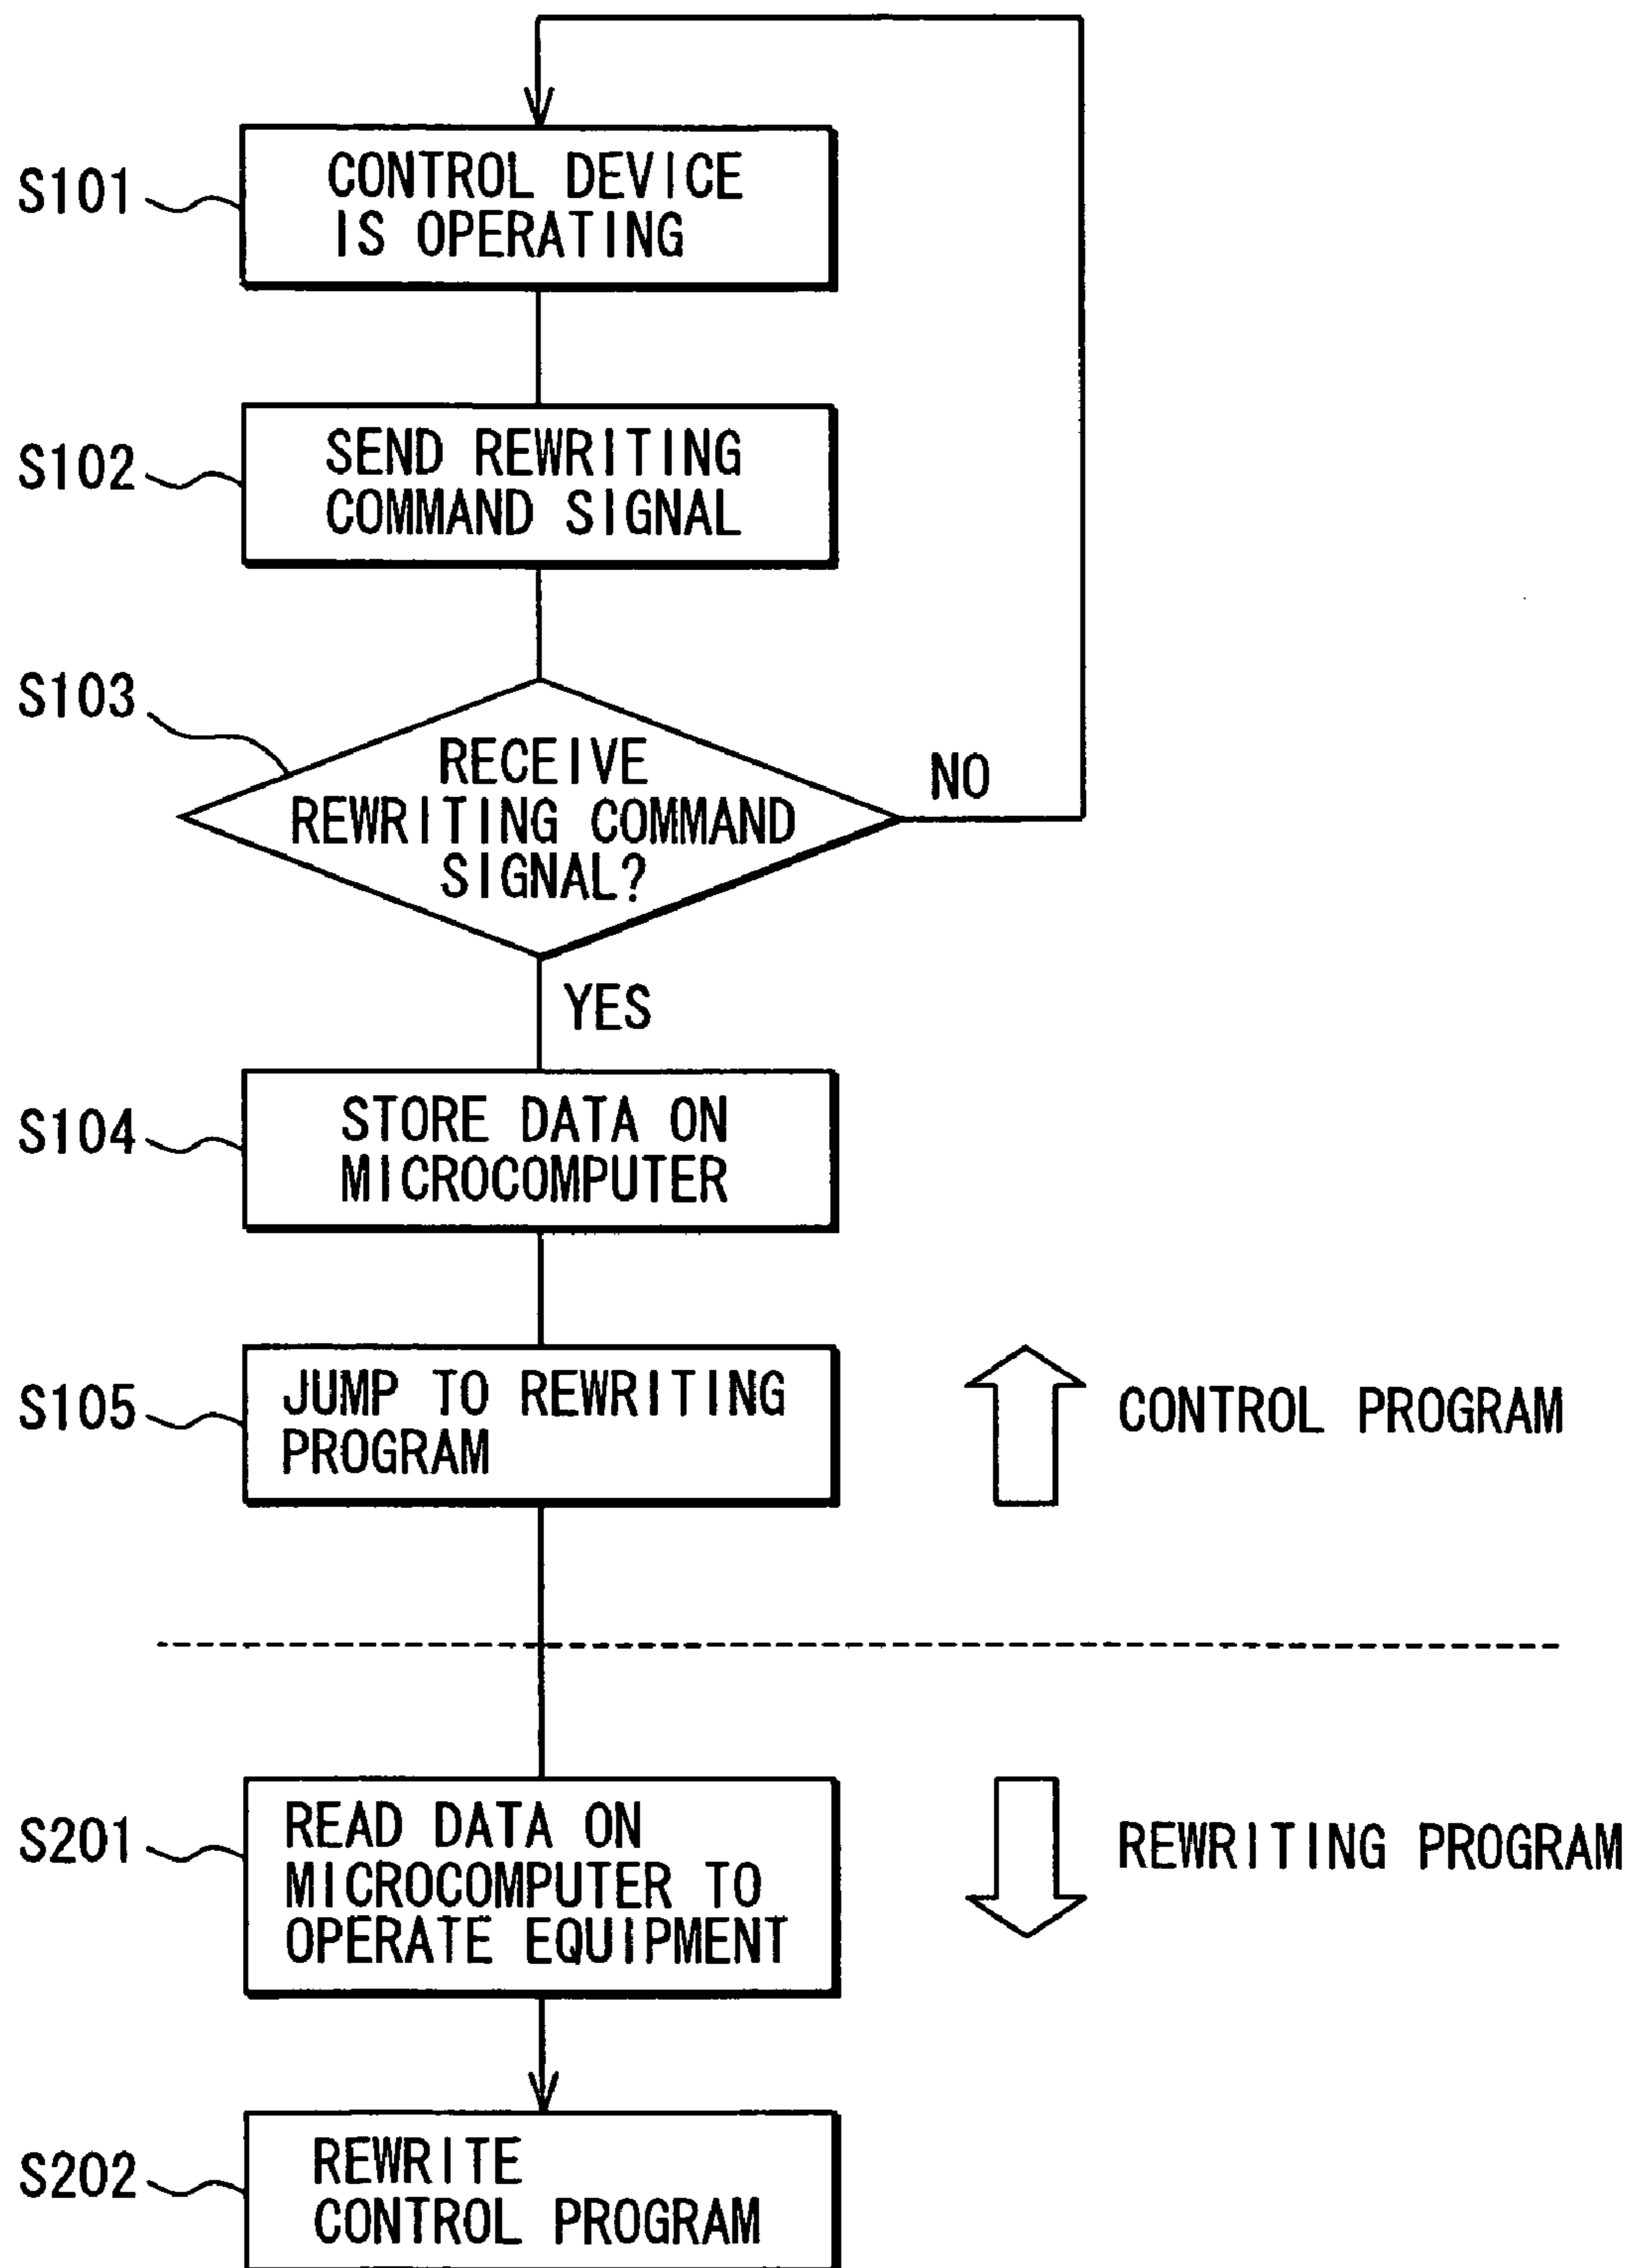 S101
CONTROL DEVICE
IS OPERATING
S102
SEND REWRITING
COMMAND SIGNAL
S103
RECEIVE
REWRITING COMMAND
SIGNAL?
NO
YES
S104
STORE DATA ON
MICROCOMPUTER
S105
JUMP TO REWRITING
PROGRAM
CONTROL PROGRAM
S201
READ DATA ON
MICROCOMPUTER TO
OPERATE EQUIPMENT
REWRITING PROGRAM
S202
REWRITE
CONTROL PROGRAM